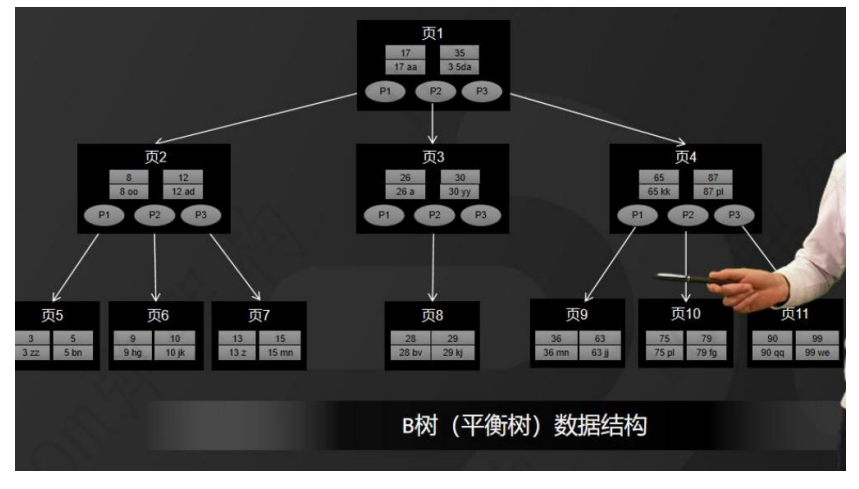 页1
17 35
17 aa 3 5da
P1 P2 P3
页2
8 12
8 oo 12 ad
P1 P2 P3
页3
26 30
26 a 30 yy
P1 P2 P3
页4
65 87
65 kk 87 pl
P1 P2 P3
页5
3 5
3 zz 5 bn
页6
9 10
9 hg 10 jk
页7
13 15
13 z 15 mn
页8
28 29
28 bv 29 kj
页9
36 63
36 mn 63 jj
页10
75 79
75 pl 79 fg
页11
90 99
90 qq 99 we
B树（平衡树）数据结构